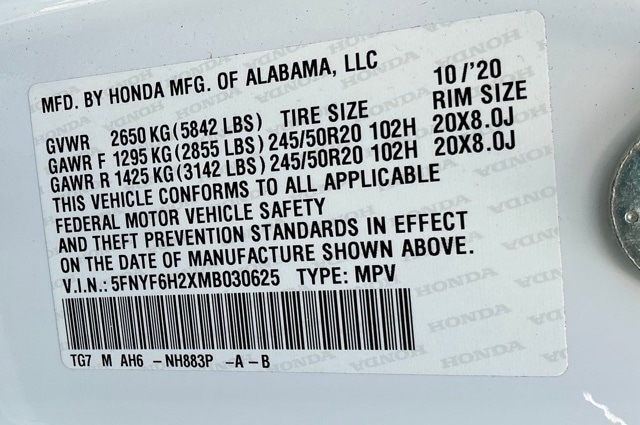 MFD. BY HONDA MFG. OF ALABAMA, LLC 10/'20
GVWR 2650 KG (5842 LBS) TIRE SIZE RIM SIZE
GAWR F 1295 KG (2855 LBS) 245/50R20 102H 20X8.0J
GAWR R 1425 KG (3142 LBS) 245/50R20 102H 20X8.0J
THIS VEHICLE CONFORMS TO ALL APPLICABLE
FEDERAL MOTOR VEHICLE SAFETY
AND THEFT PREVENTION STANDARDS IN EFFECT
ON THE DATE OF MANUFACTURE SHOWN ABOVE.
V.I.N.: 5FNYF6H2XMB030625 TYPE: MPV
TG7 M AH6 -NH883P -A-B